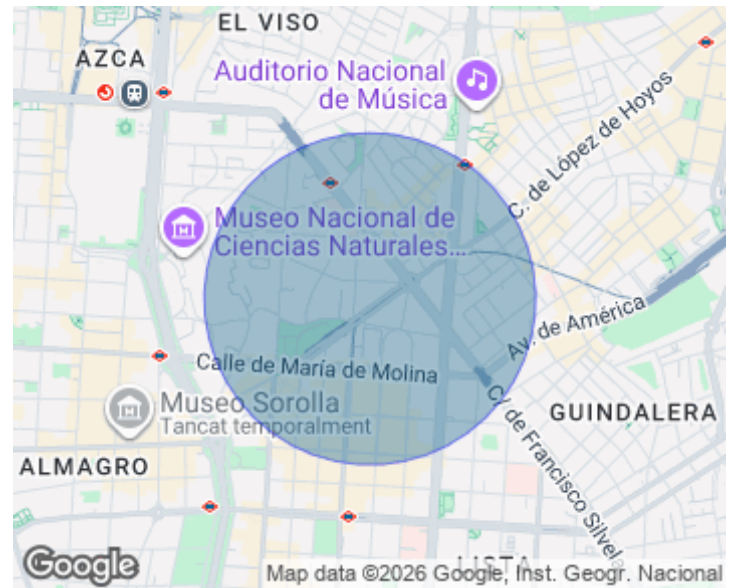 EL VISO
AZCA
Auditorio Nacional
de Música
C. de López de Hoyos
Museo Nacional de
Ciencias Naturales...
Av. de América
Calle de María de Molina
Museo Sorolla
Tancat temporalment
C/ de Francisco Silvela
GUINDALERA
ALMAGRO
LISTA
Google
Map data ©2026 Google, Inst. Geogr. Nacional